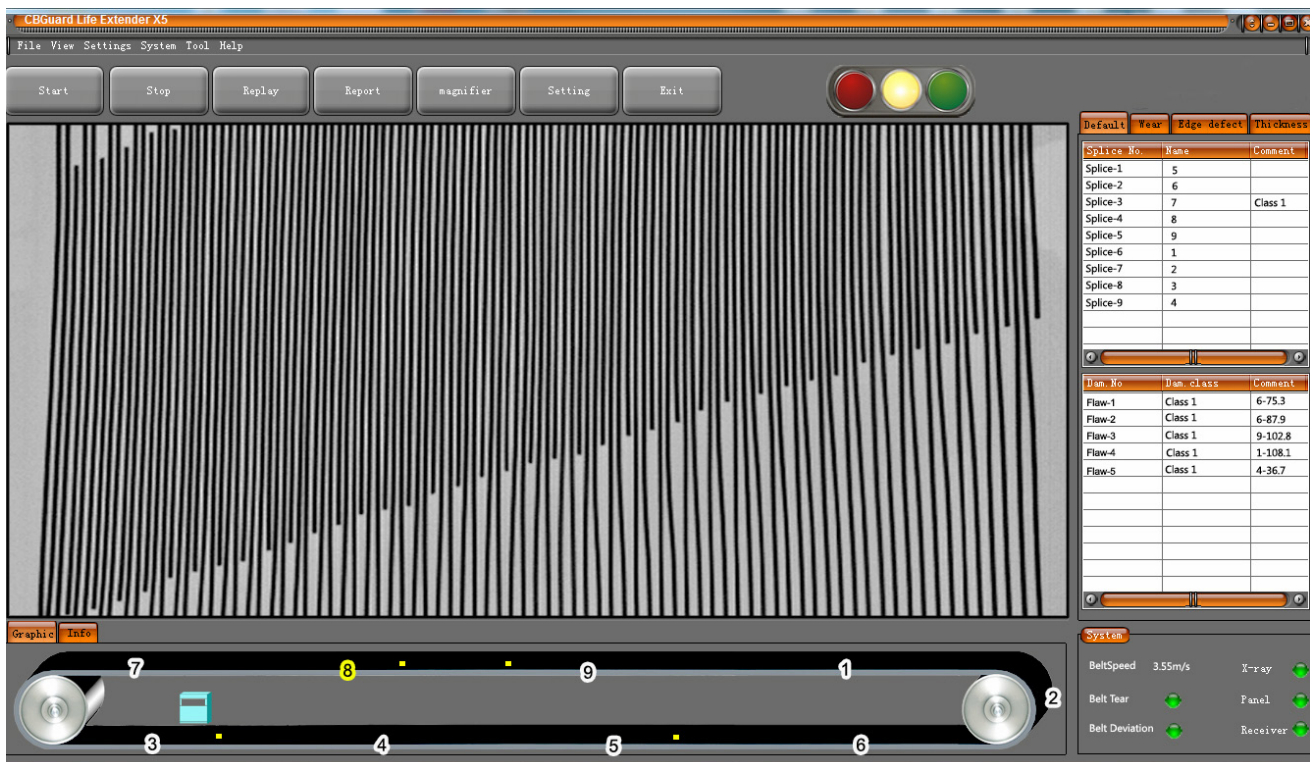 CBGuard Life Extender X5
File View Settings System Tool Help
Start Stop Replay Report magnifier Setting Exit
Default Wear Edge defect Thickness
Splice No. Name Comment
Splice-1 5
Splice-2 6
Splice-3 7 Class 1
Splice-4 8
Splice-5 9
Splice-6 1
Splice-7 2
Splice-8 3
Splice-9 4
Dam.No Dam.class Comment
Flaw-1 Class 1 6-75.3
Flaw-2 Class 1 6-87.9
Flaw-3 Class 1 9-102.8
Flaw-4 Class 1 1-108.1
Flaw-5 Class 1 4-36.7
Graphic Info
7 8 9 1
2
3 4 5 6
System
BeltSpeed 3.55m/s X-ray
Belt Tear Panel
Belt Deviation Receiver